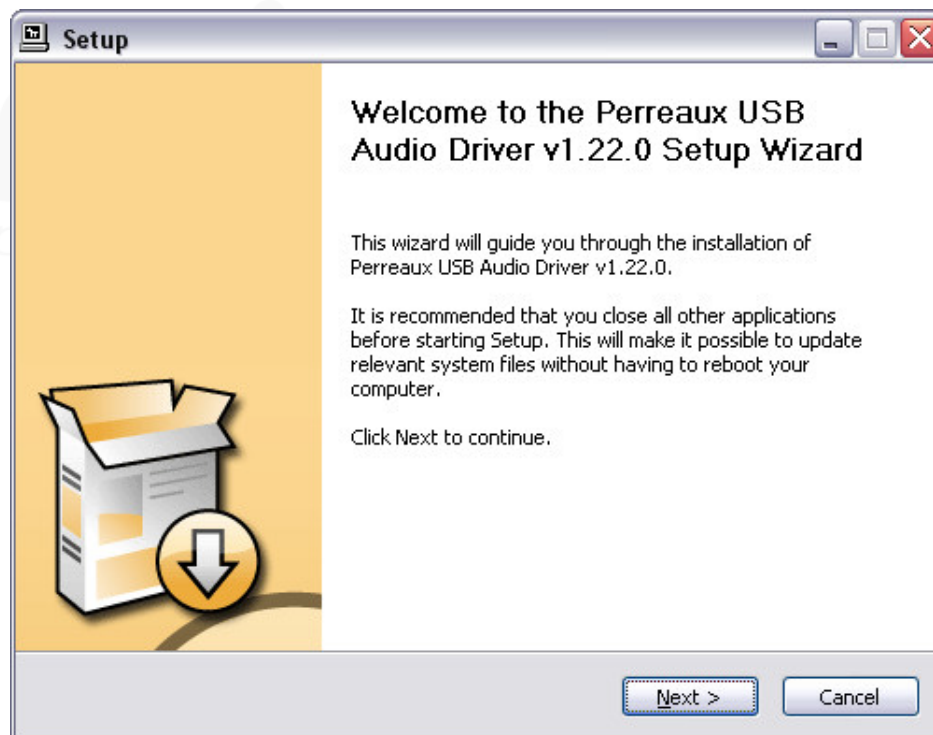 Setup
Welcome to the Perreaux USB
Audio Driver v1.22.0 Setup Wizard
This wizard will guide you through the installation of
Perreaux USB Audio Driver v1.22.0.
It is recommended that you close all other applications
before starting Setup. This will make it possible to update
relevant system files without having to reboot your
computer.
Click Next to continue.
Next >
Cancel